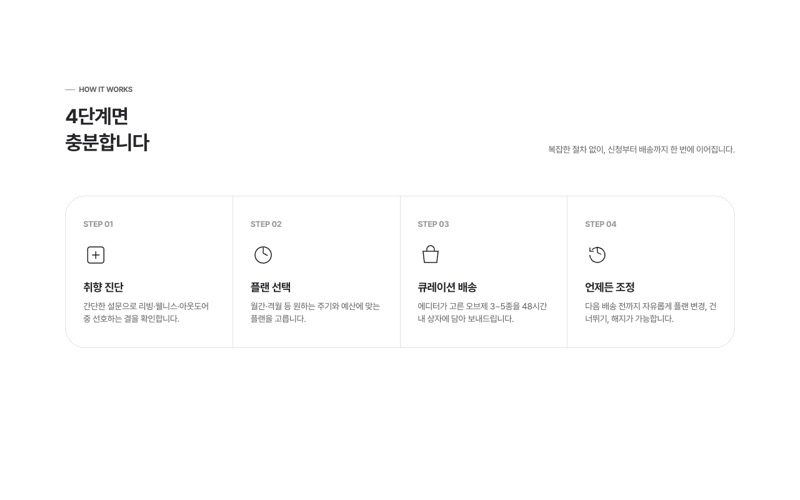 HOW IT WORKS
4단계면
충분합니다
복잡한 절차 없이, 신청부터 배송까지 한 번에 이어집니다.
STEP 01
취향 진단
간단한 설문으로 리빙·웰니스·아웃도어
중 선호하는 결을 확인합니다.
STEP 02
플랜 선택
월간·격월 등 원하는 주기와 예산에 맞는
플랜을 고릅니다.
STEP 03
큐레이션 배송
에디터가 고른 오브제 3~5종을 48시간
내 상자에 담아 보내드립니다.
STEP 04
언제든 조정
다음 배송 전까지 자유롭게 플랜 변경, 건
너뛰기, 해지가 가능합니다.